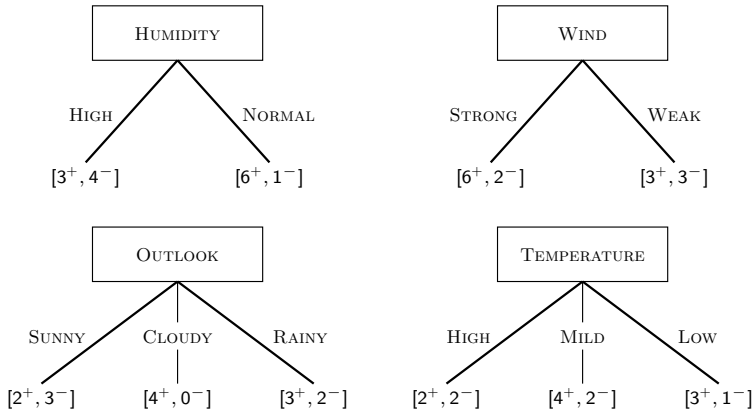 HUMIDITY
HIGH
NORMAL
[3⁺, 4⁻]
[6⁺, 1⁻]
WIND
STRONG
WEAK
[6⁺, 2⁻]
[3⁺, 3⁻]
OUTLOOK
SUNNY
CLOUDY
RAINY
[2⁺, 3⁻]
[4⁺, 0⁻]
[3⁺, 2⁻]
TEMPERATURE
HIGH
MILD
LOW
[2⁺, 2⁻]
[4⁺, 2⁻]
[3⁺, 1⁻]